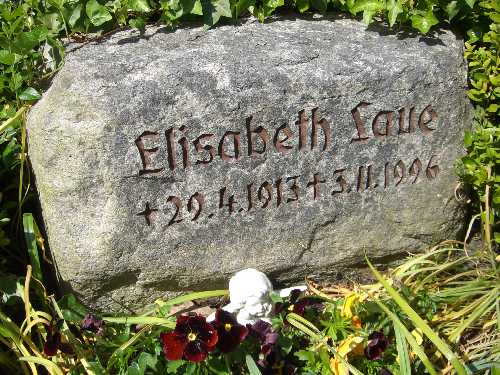 Elisabeth Laue
+ 29.4.1913 + 3.11.1996